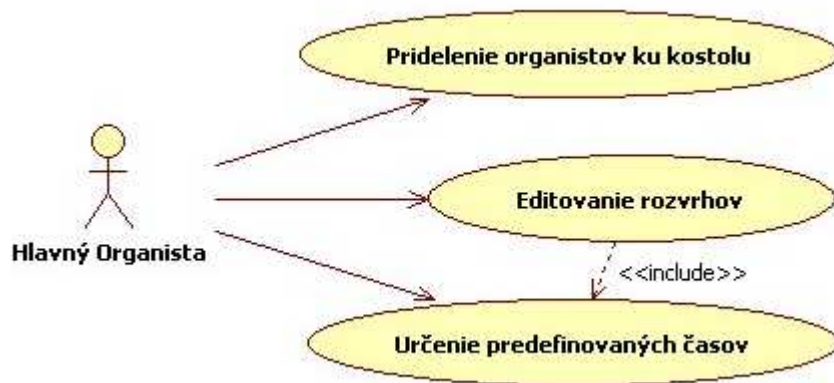 Pridelenie organistov ku kostolu
Editovanie rozvrhov
Hlavný Organista
<<include>>
Určenie predefinovaných časov